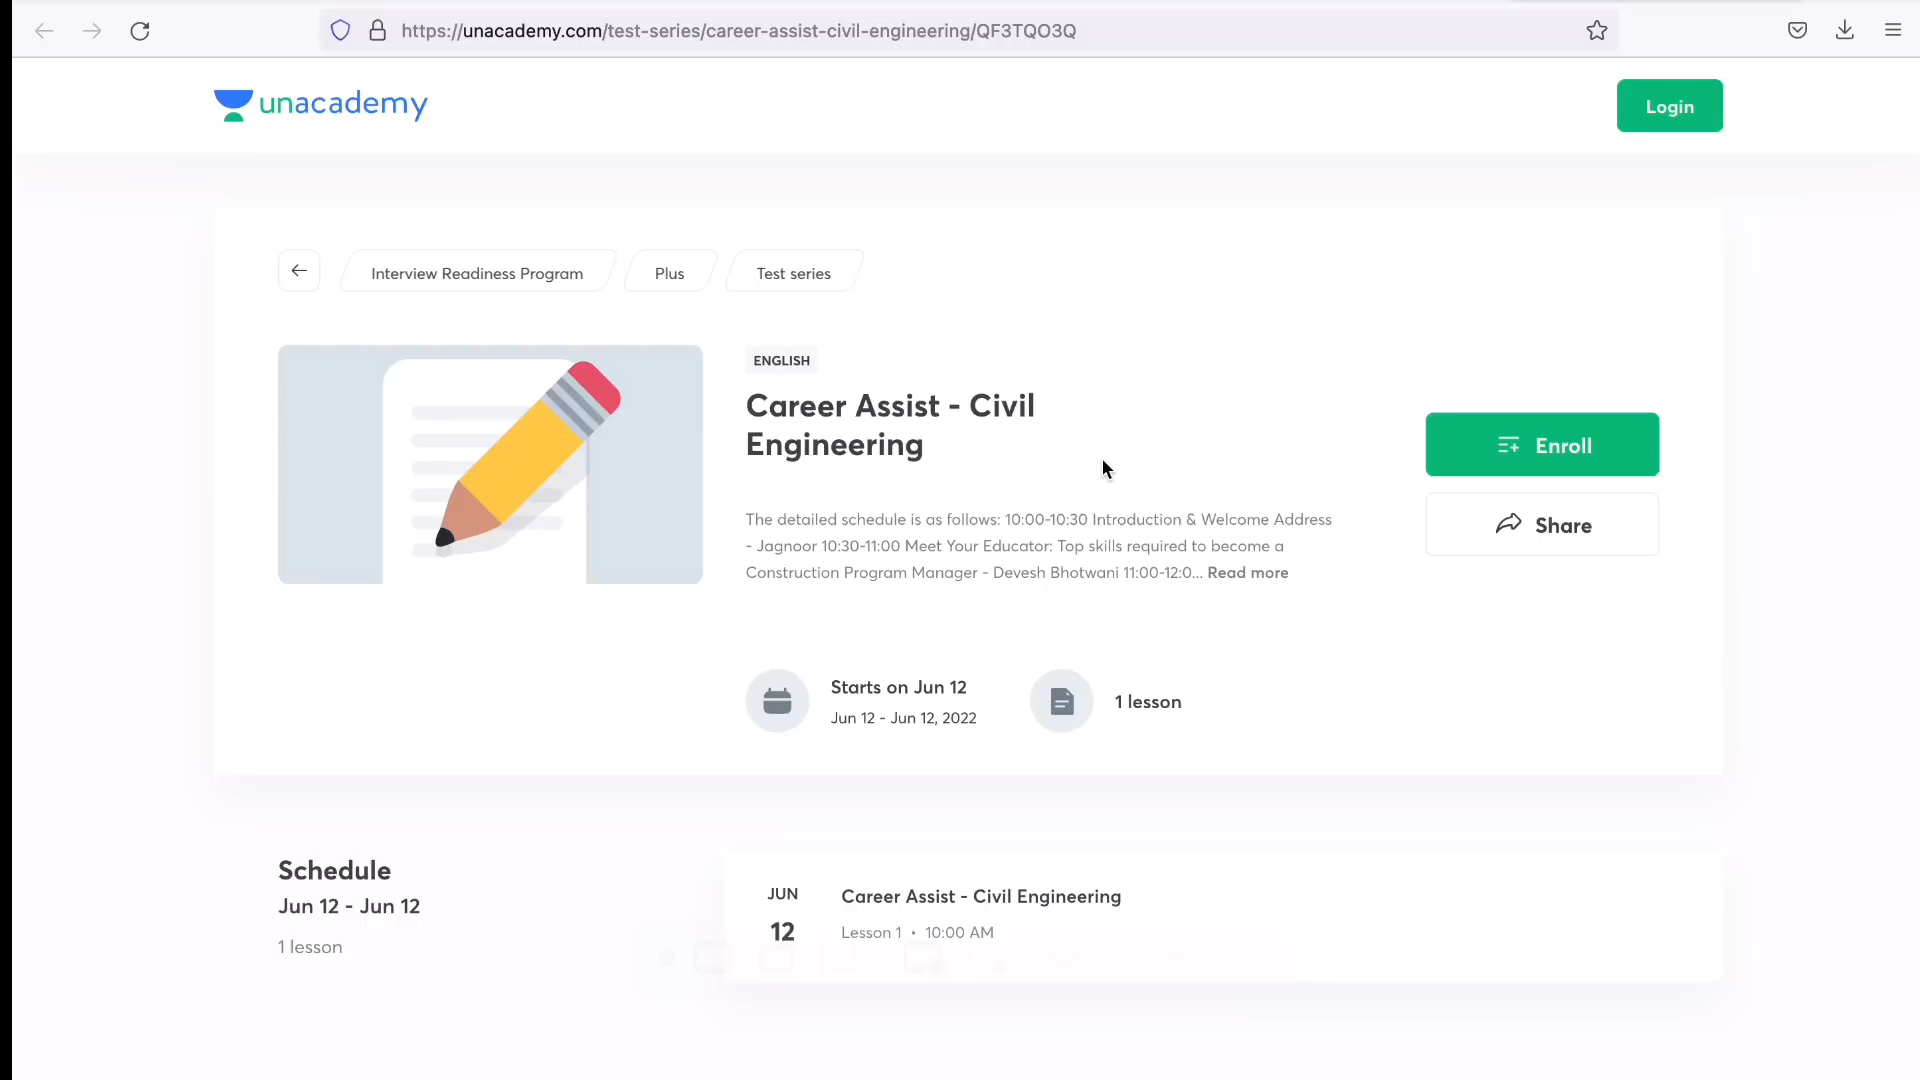 https://unacademy.com/test-series/career-assist-civil-engineering/QF3TQO3Q
unacademy
Login
Interview Readiness Program
Plus
Test series
ENGLISH
Career Assist - Civil
Engineering
Enroll
The detailed schedule is as follows: 10:00-10:30 Introduction & Welcome Address
- Jagnoor 10:30-11:00 Meet Your Educator: Top skills required to become a
Construction Program Manager - Devesh Bhotwani 11:00-12:0... Read more
Share
Starts on Jun 12
Jun 12 - Jun 12, 2022
1 lesson
Schedule
Jun 12 - Jun 12
1 lesson
JUN
12
Career Assist - Civil Engineering
Lesson 1 • 10:00 AM